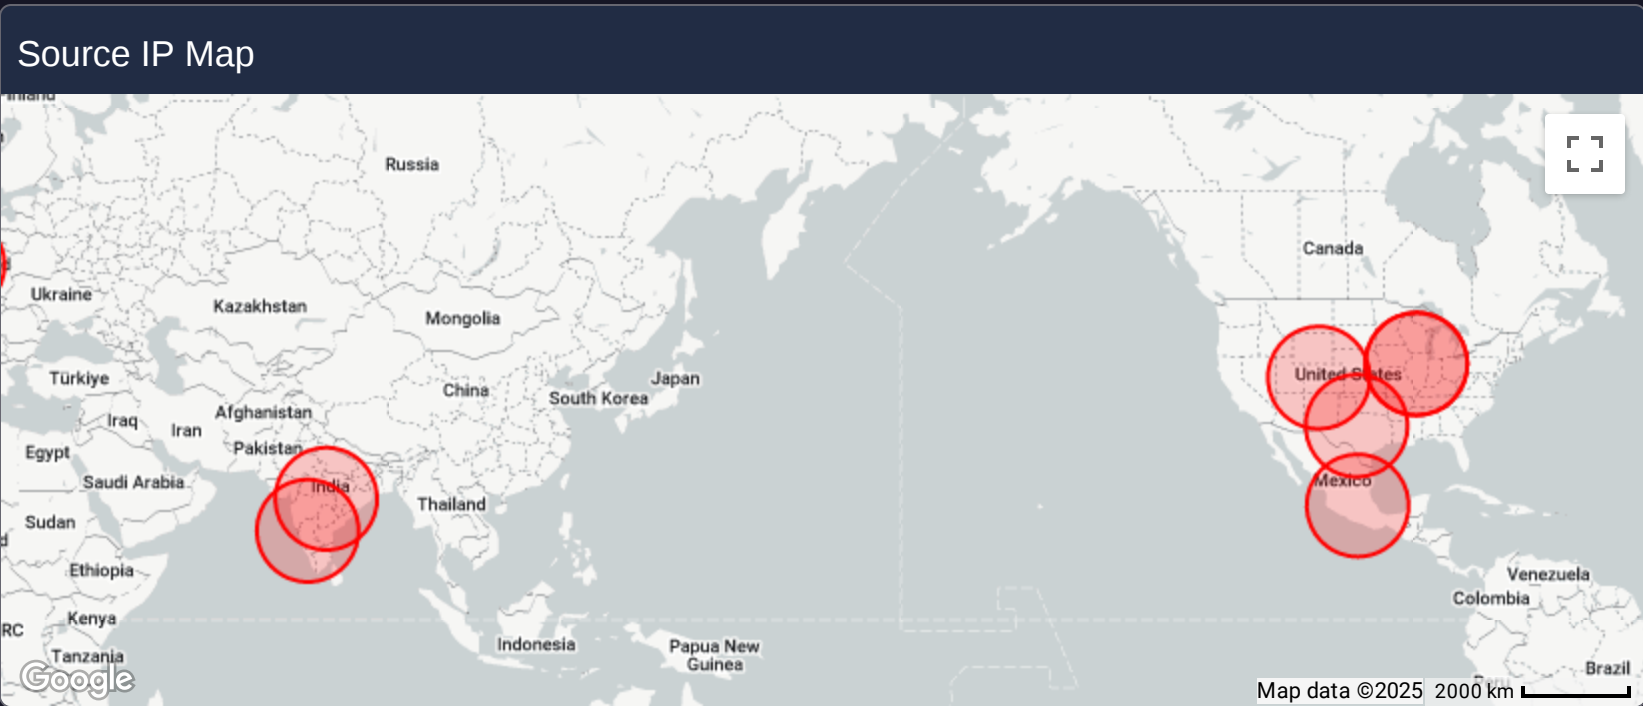 Source IP Map
Russia
Canada
Ukraine
Kazakhstan
Mongolia
United States
Türkiye
China
Japan
South Korea
Afghanistan
Iraq
Iran
Egypt
Pakistan
Saudi Arabia
India
Mexico
Thailand
Sudan
Ethiopia
Venezuela
Colombia
Kenya
RC
Indonesia
Papua New
Guinea
Tanzania
Brazil
Peru
Google
Map data ©2025
2000 km